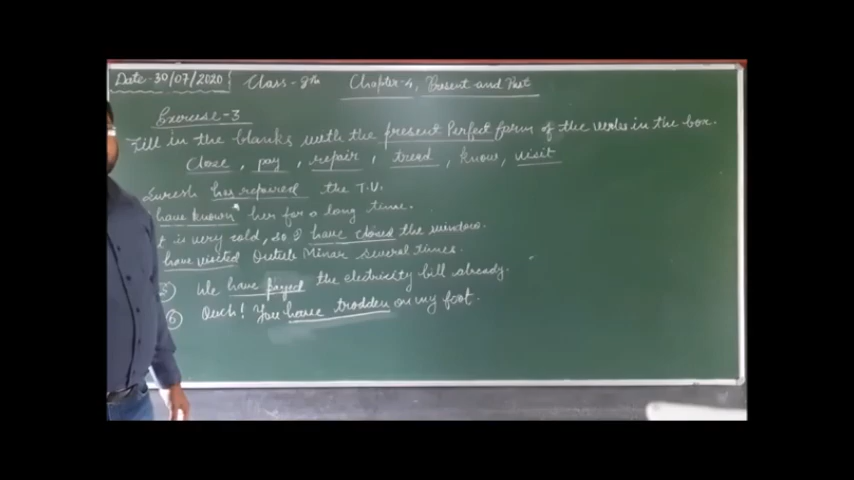 Date-30/07/2020 Class-8th Chapter-4, Present and Past
Exercise-3
Fill in the blanks with the present Perfect form of the verbs in the box.
Close, pay, repair, tread, know, visit
Suresh has repaired the T.V.
have known her for a long time.
t is very cold, so I have closed the window.
have visited Qutub Minar several times.
5) We have payed the electricity bill already.
6 Ouch! You have trodden on my foot.